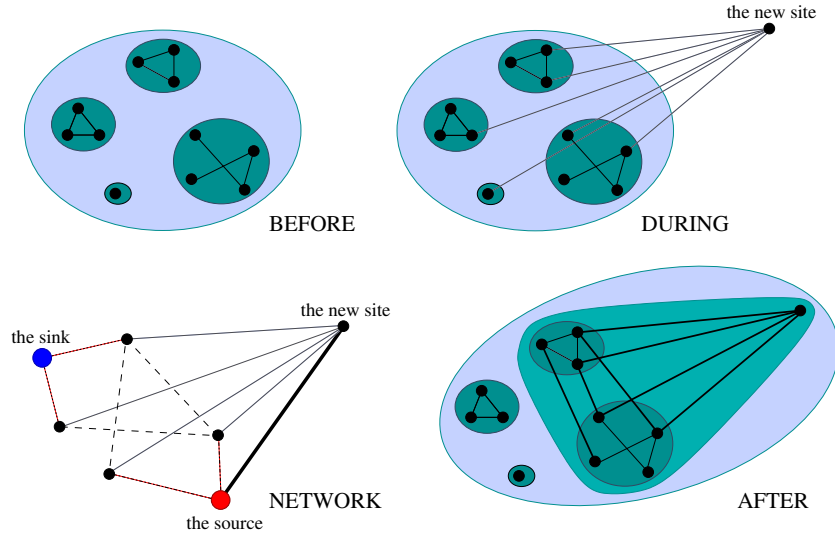 the new site
BEFORE
DURING
the new site
the sink
NETWORK
the source
AFTER